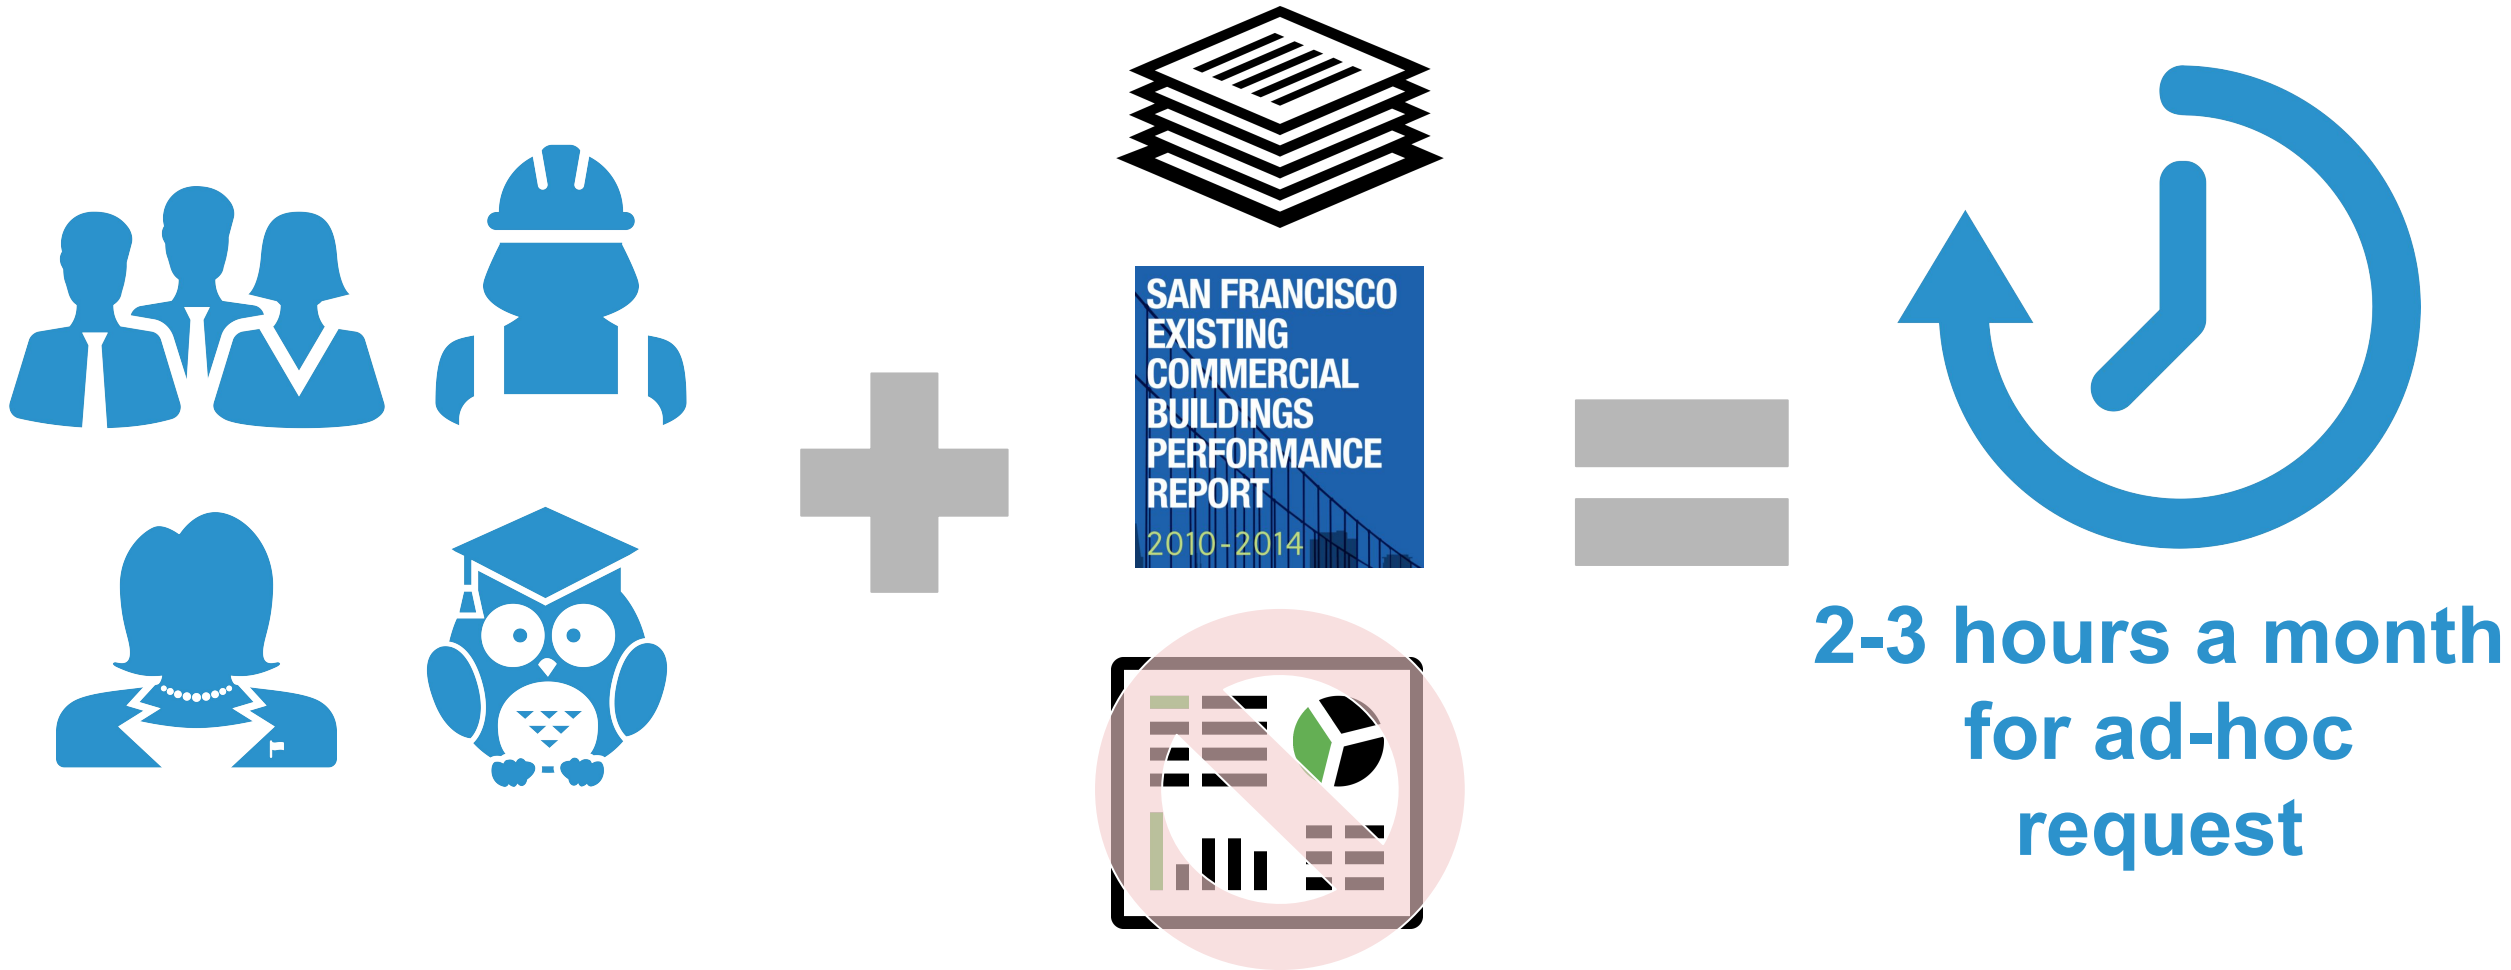 SAN FRANCISCO
EXISTING
COMMERCIAL
BUILDINGS
PERFORMANCE
REPORT
2010-2014
2-3 hours a month
for ad-hoc
request